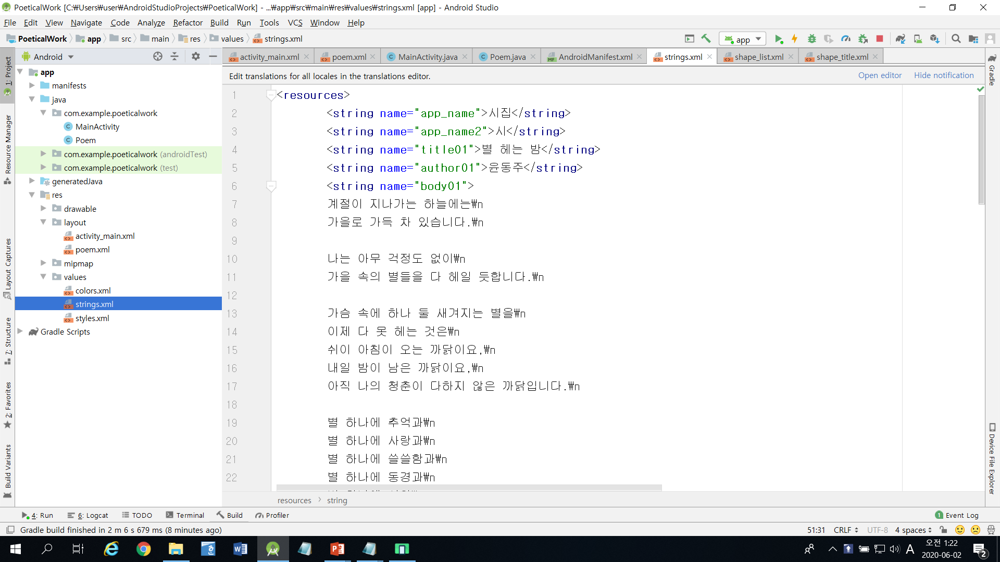 PoeticalWork [C:₩Users₩user₩AndroidStudioProjects₩PoeticalWork] - ...₩app₩src₩main₩res₩values₩strings.xml [app] - Android Studio
File Edit View Navigate Code Analyze Refactor Build Run Tools VCS Window Help
PoeticalWork app src main res values strings.xml
app
Android
activity_main.xml poem.xml MainActivity.java Poem.java AndroidManifest.xml strings.xml shape_list.xml shape_title.xml
Edit translations for all locales in the translations editor. Open editor Hide notification
1: Project
Resource Manager
Layout Captures
7: Structure
2: Favorites
Build Variants
app
manifests
java
com.example.poeticalwork
MainActivity
Poem
com.example.poeticalwork (androidTest)
com.example.poeticalwork (test)
generatedJava
res
drawable
layout
activity_main.xml
poem.xml
mipmap
values
colors.xml
strings.xml
styles.xml
Gradle Scripts
1 <resources>
2 <string name="app_name">시집</string>
3 <string name="app_name2">시</string>
4 <string name="title01">별 헤는 밤</string>
5 <string name="author01">윤동주</string>
6 <string name="body01">
7 계절이 지나가는 하늘에는₩n
8 가을로 가득 차 있습니다.₩n
9
10 나는 아무 걱정도 없이₩n
11 가을 속의 별들을 다 헤일 듯합니다.₩n
12
13 가슴 속에 하나 둘 새겨지는 별을₩n
14 이제 다 못 헤는 것은₩n
15 쉬이 아침이 오는 까닭이요,₩n
16 내일 밤이 남은 까닭이요,₩n
17 아직 나의 청춘이 다하지 않은 까닭입니다.₩n
18
19 별 하나에 추억과₩n
20 별 하나에 사랑과₩n
21 별 하나에 쓸쓸함과₩n
22 별 하나에 동경과₩n
resources string
Gradle
Device File Explorer
4: Run 6: Logcat TODO Terminal Build Profiler 1 Event Log
Gradle build finished in 2 m 6 s 679 ms (8 minutes ago) 51:31 CRLF UTF-8 4 spaces
A 오전 1:22
2020-06-02 2